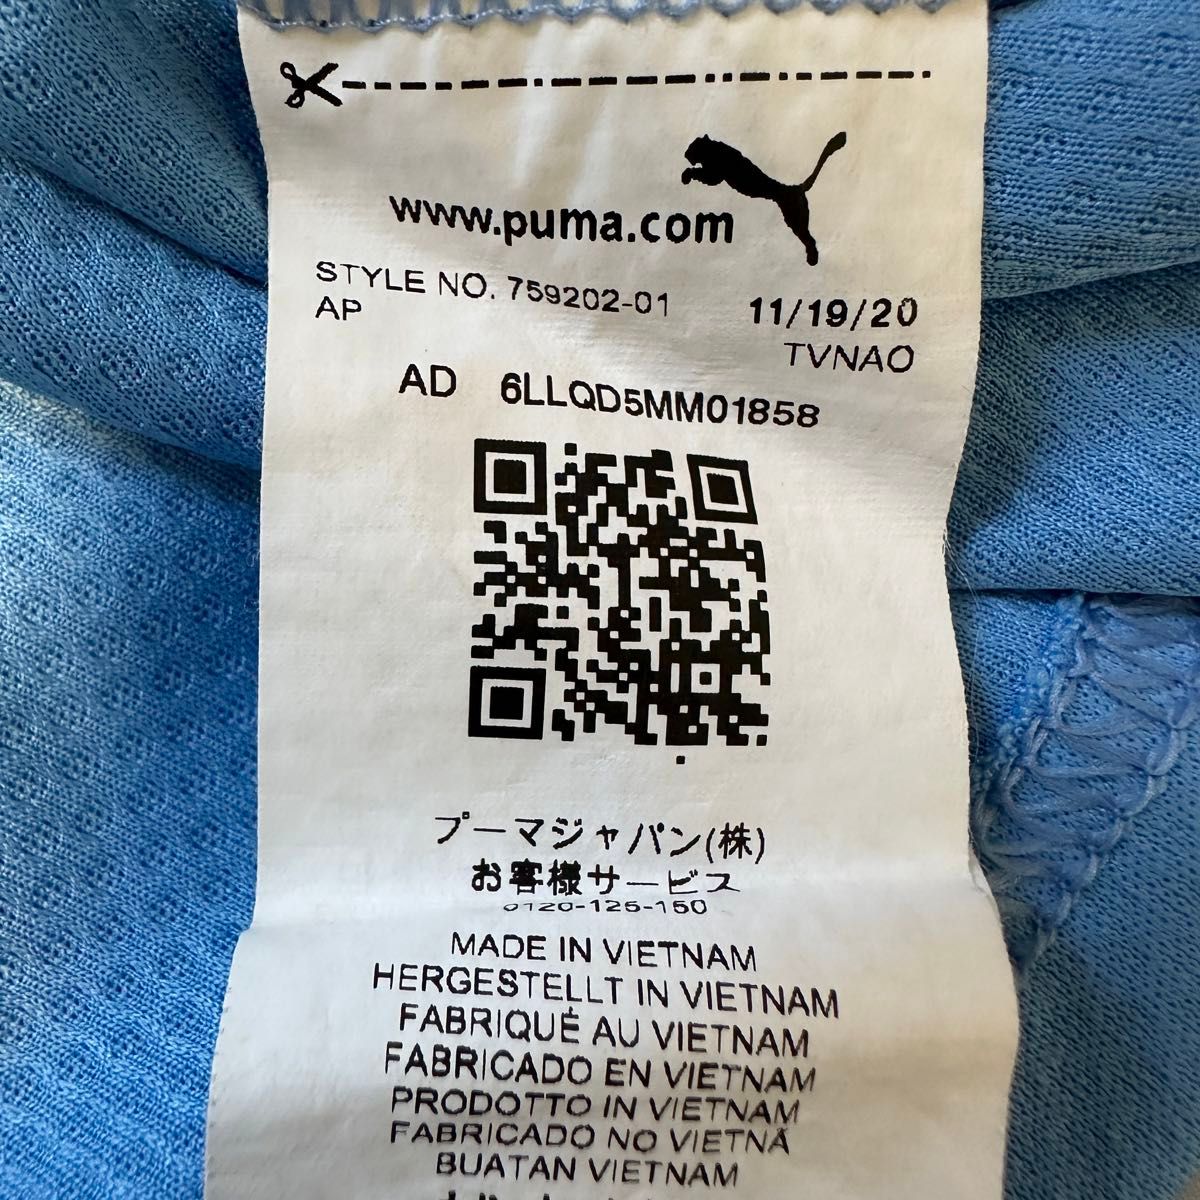 www.puma.com
STYLE NO. 759202-01 11/19/20
AP TVNAO
AD 6LLQD5MM01858
プーマジャパン(株)
お客様サービス
0120-125-150
MADE IN VIETNAM
HERGESTELLT IN VIETNAM
FABRIQUÉ AU VIETNAM
FABRICADO EN VIETNAM
PRODOTTO IN VIETNAM
FABRICADO NO VIETNÃ
BUATAN VIETNAM